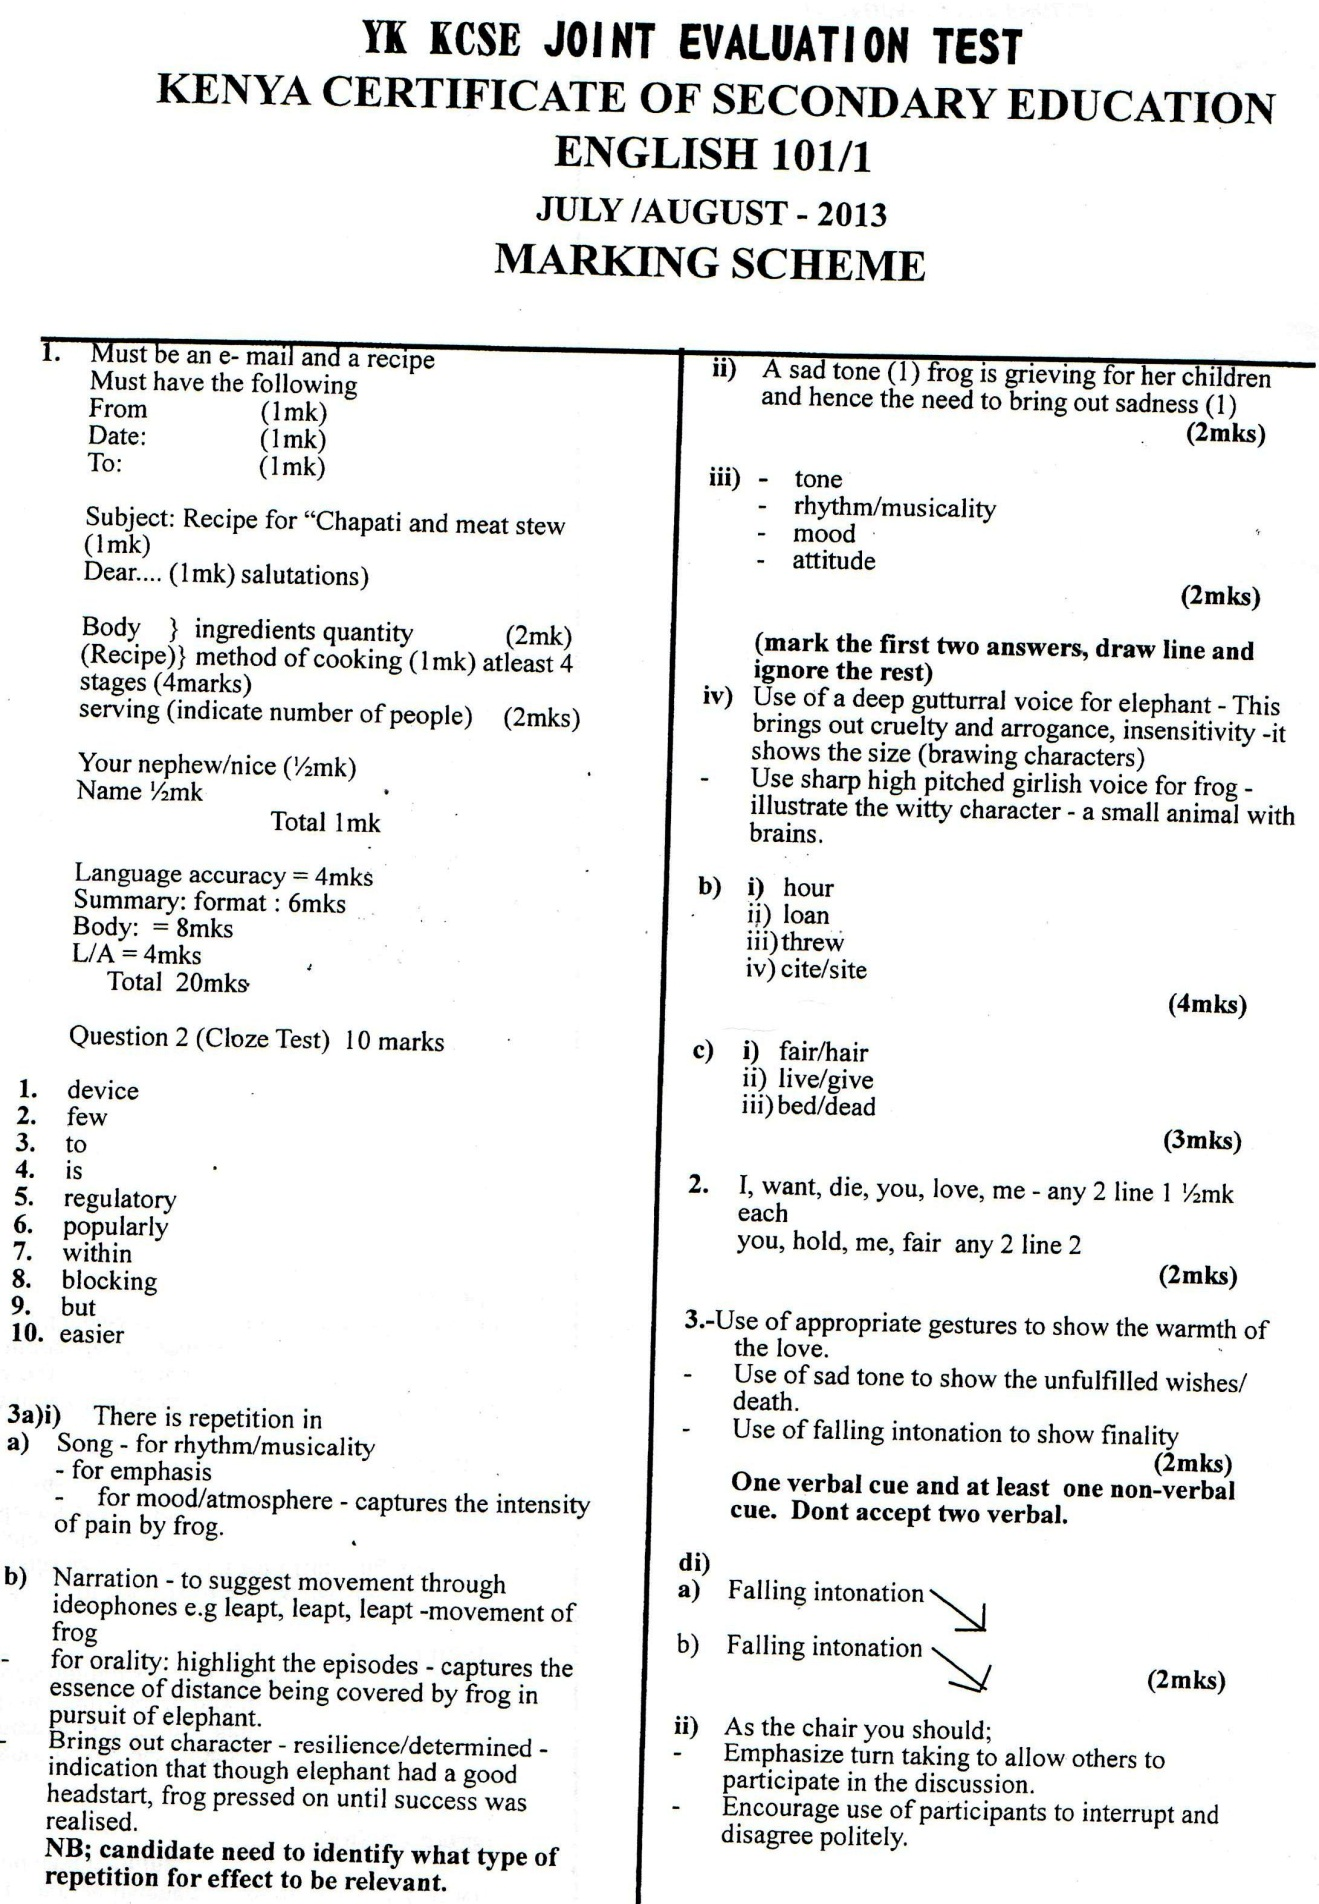 YK KCSE JOINT EVALUATION TEST
KENYA CERTIFICATE OF SECONDARY EDUCATION
ENGLISH 101/1
JULY /AUGUST - 2013
MARKING SCHEME
1. Must be an e- mail and a recipe
Must have the following
From (1mk)
Date: (1mk)
To: (1mk)
Subject: Recipe for “Chapati and meat stew
(1mk)
Dear.... (1mk) salutations)
Body } ingredients quantity (2mk)
(Recipe)} method of cooking (1mk) atleast 4
stages (4marks)
serving (indicate number of people) (2mks)
Your nephew/nice (½mk)
Name ½mk
Total 1mk
Language accuracy = 4mks
Summary: format : 6mks
Body: = 8mks
L/A = 4mks
Total 20mks
Question 2 (Cloze Test) 10 marks
1. device
2. few
3. to
4. is
5. regulatory
6. popularly
7. within
8. blocking
9. but
10. easier
3a)i) There is repetition in
a) Song - for rhythm/musicality
- for emphasis
- for mood/atmosphere - captures the intensity
of pain by frog.
b) Narration - to suggest movement through
ideophones e.g leapt, leapt, leapt -movement of
frog
- for orality: highlight the episodes - captures the
essence of distance being covered by frog in
pursuit of elephant.
- Brings out character - resilience/determined -
indication that though elephant had a good
headstart, frog pressed on until success was
realised.
NB; candidate need to identify what type of
repetition for effect to be relevant.
ii) A sad tone (1) frog is grieving for her children
and hence the need to bring out sadness (1)
(2mks)
iii) - tone
- rhythm/musicality
- mood
- attitude
(2mks)
(mark the first two answers, draw line and
ignore the rest)
iv) Use of a deep gutturral voice for elephant - This
brings out cruelty and arrogance, insensitivity -it
shows the size (brawing characters)
- Use sharp high pitched girlish voice for frog -
illustrate the witty character - a small animal with
brains.
b) i) hour
ii) loan
iii) threw
iv) cite/site
(4mks)
c) i) fair/hair
ii) live/give
iii) bed/dead
(3mks)
2. I, want, die, you, love, me - any 2 line 1 ½mk
each
you, hold, me, fair any 2 line 2
(2mks)
3.-Use of appropriate gestures to show the warmth of
the love.
- Use of sad tone to show the unfulfilled wishes/
death.
- Use of falling intonation to show finality
(2mks)
One verbal cue and at least one non-verbal
cue. Dont accept two verbal.
di)
a) Falling intonation
b) Falling intonation
(2mks)
ii) As the chair you should;
- Emphasize turn taking to allow others to
participate in the discussion.
- Encourage use of participants to interrupt and
disagree politely.